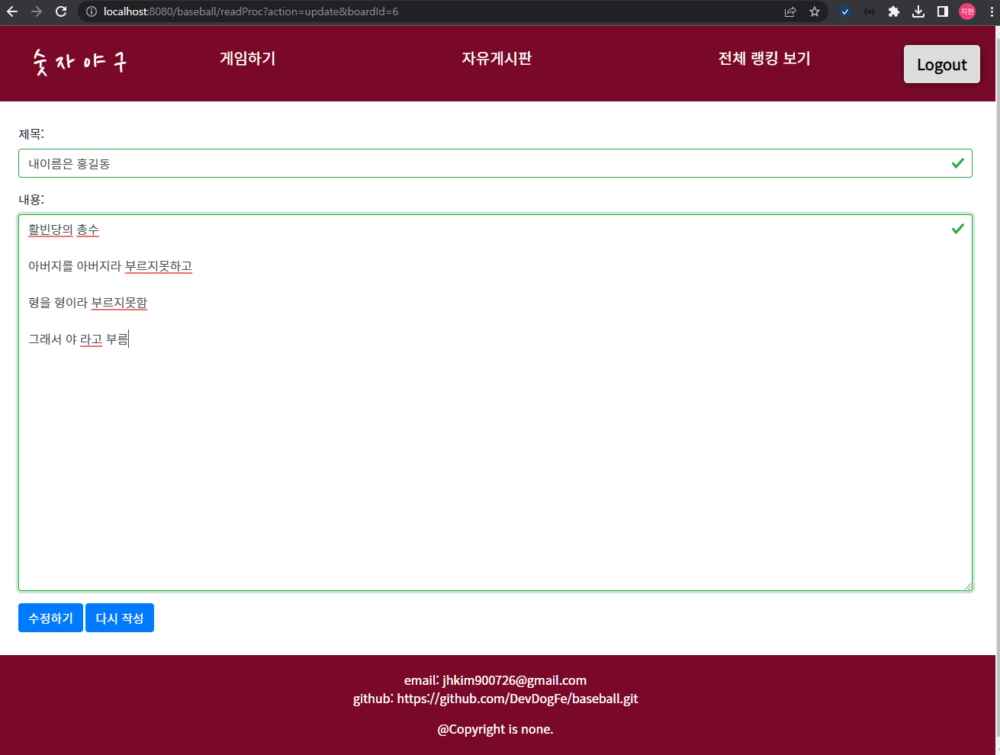 localhost:8080/baseball/readProc?action=update&boardId=6
지현
숫자야구
게임하기
자유게시판
전체 랭킹 보기
Logout
제목:
내이름은 홍길동
내용:
활빈당의 총수
아버지를 아버지라 부르지못하고
형을 형이라 부르지못함
그래서 야 라고 부름
수정하기
다시 작성
email: jhkim900726@gmail.com
github: https://github.com/DevDogFe/baseball.git
@Copyright is none.